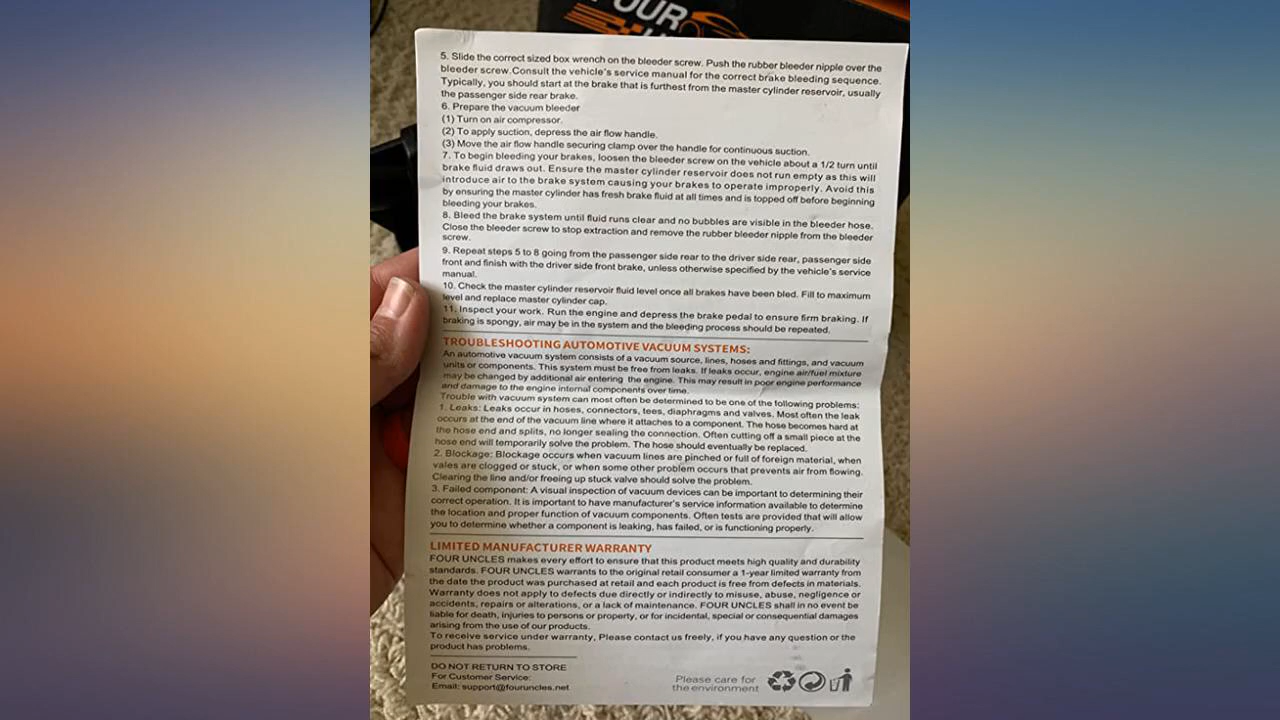 OUR
5. Slide the correct sized box wrench on the bleeder screw. Push the rubber bleeder nipple over the
bleeder screw.Consult the vehicle's service manual for the correct brake bleeding sequence.
Typically, you should start at the brake that is furthest from the master cylinder reservoir, usually
the passenger side rear brake.
6. Prepare the vacuum bleeder
(1) Turn on air compressor.
(2) To apply suction, depress the air flow handle.
(3) Move the air flow handle securing clamp over the handle for continuous suction.
7. To begin bleeding your brakes, loosen the bleeder screw on the vehicle about a 1/2 turn until
brake fluid draws out. Ensure the master cylinder reservoir does not run empty as this will
introduce air to the brake system causing your brakes to operate improperly. Avoid this
by ensuring the master cylinder has fresh brake fluid at all times and is topped off before beginning
bleeding your brakes.
8. Bleed the brake system until fluid runs clear and no bubbles are visible in the bleeder hose.
Close the bleeder screw to stop extraction and remove the rubber bleeder nipple from the bleeder
screw.
9. Repeat steps 5 to 8 going from the passenger side rear to the driver side rear, passenger side
front and finish with the driver side front brake, unless otherwise specified by the vehicle's service
manual.
10. Check the master cylinder reservoir fluid level once all brakes have been bled. Fill to maximum
level and replace master cylinder cap.
11. Inspect your work. Run the engine and depress the brake pedal to ensure firm braking. If
braking is spongy, air may be in the system and the bleeding process should be repeated.
TROUBLESHOOTING AUTOMOTIVE VACUUM SYSTEMS:
An automotive vacuum system consists of a vacuum source, lines, hoses and fittings, and vacuum
units or components. This system must be free from leaks. If leaks occur, engine air/fuel mixture
may be changed by additional air entering the engine. This may result in poor engine performance
and damage to the engine internal components over time.
Trouble with vacuum system can most often be determined to be one of the following problems:
1. Leaks: Leaks occur in hoses, connectors, tees, diaphragms and valves. Most often the leak
occurs at the end of the vacuum line where it attaches to a component. The hose becomes hard at
the hose end and splits, no longer sealing the connection. Often cutting off a small piece at the
hose end will temporarily solve the problem. The hose should eventually be replaced.
2. Blockage: Blockage occurs when vacuum lines are pinched or full of foreign material, when
vales are clogged or stuck, or when some other problem occurs that prevents air from flowing.
Clearing the line and/or freeing up stuck valve should solve the problem.
3. Failed component: A visual inspection of vacuum devices can be important to determining their
correct operation. It is important to have manufacturer's service information available to determine
the location and proper function of vacuum components. Often tests are provided that will allow
you to determine whether a component is leaking, has failed, or is functioning properly.
LIMITED MANUFACTURER WARRANTY
FOUR UNCLES makes every effort to ensure that this product meets high quality and durability
standards. FOUR UNCLES warrants to the original retail consumer a 1-year limited warranty from
the date the product was purchased at retail and each product is free from defects in materials.
Warranty does not apply to defects due directly or indirectly to misuse, abuse, negligence or
accidents, repairs or alterations, or a lack of maintenance. FOUR UNCLES shall in no event be
liable for death, injuries to persons or property, or for incidental, special or consequential damages
arising from the use of our products.
To receive service under warranty, Please contact us freely, if you have any question or the
product has problems.
DO NOT RETURN TO STORE
For Customer Service:
Email: support@fouruncles.net
Please care for
the environment